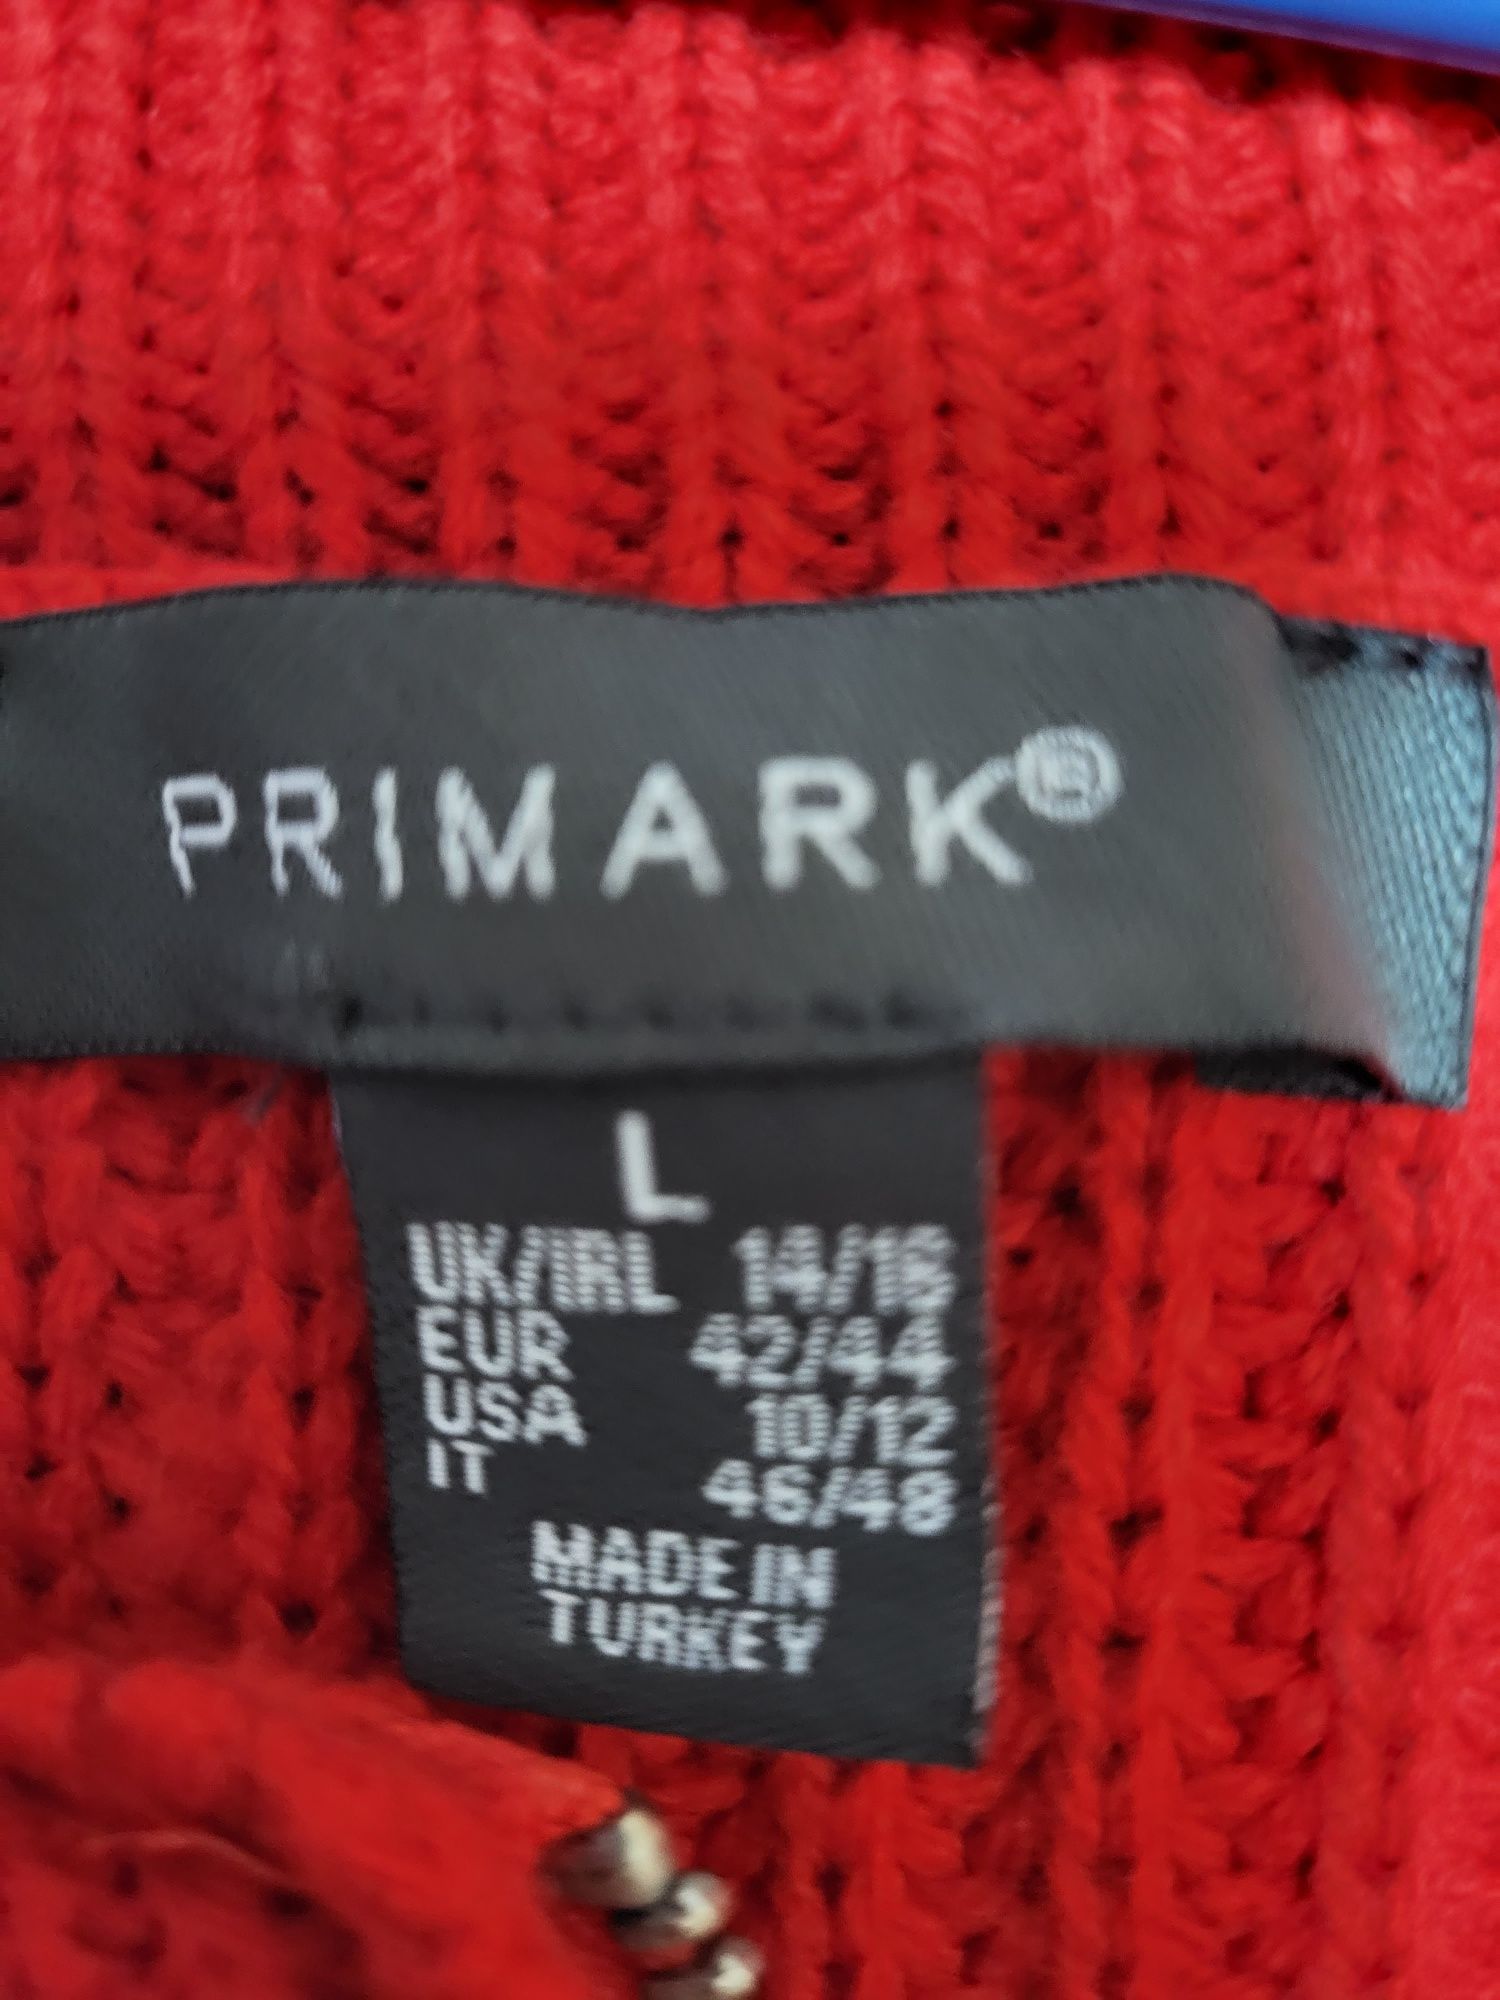 PRIMARK®
L
UK/IRL 14/16
EUR 42/44
USA 10/12
IT 46/48
MADE IN
TURKEY